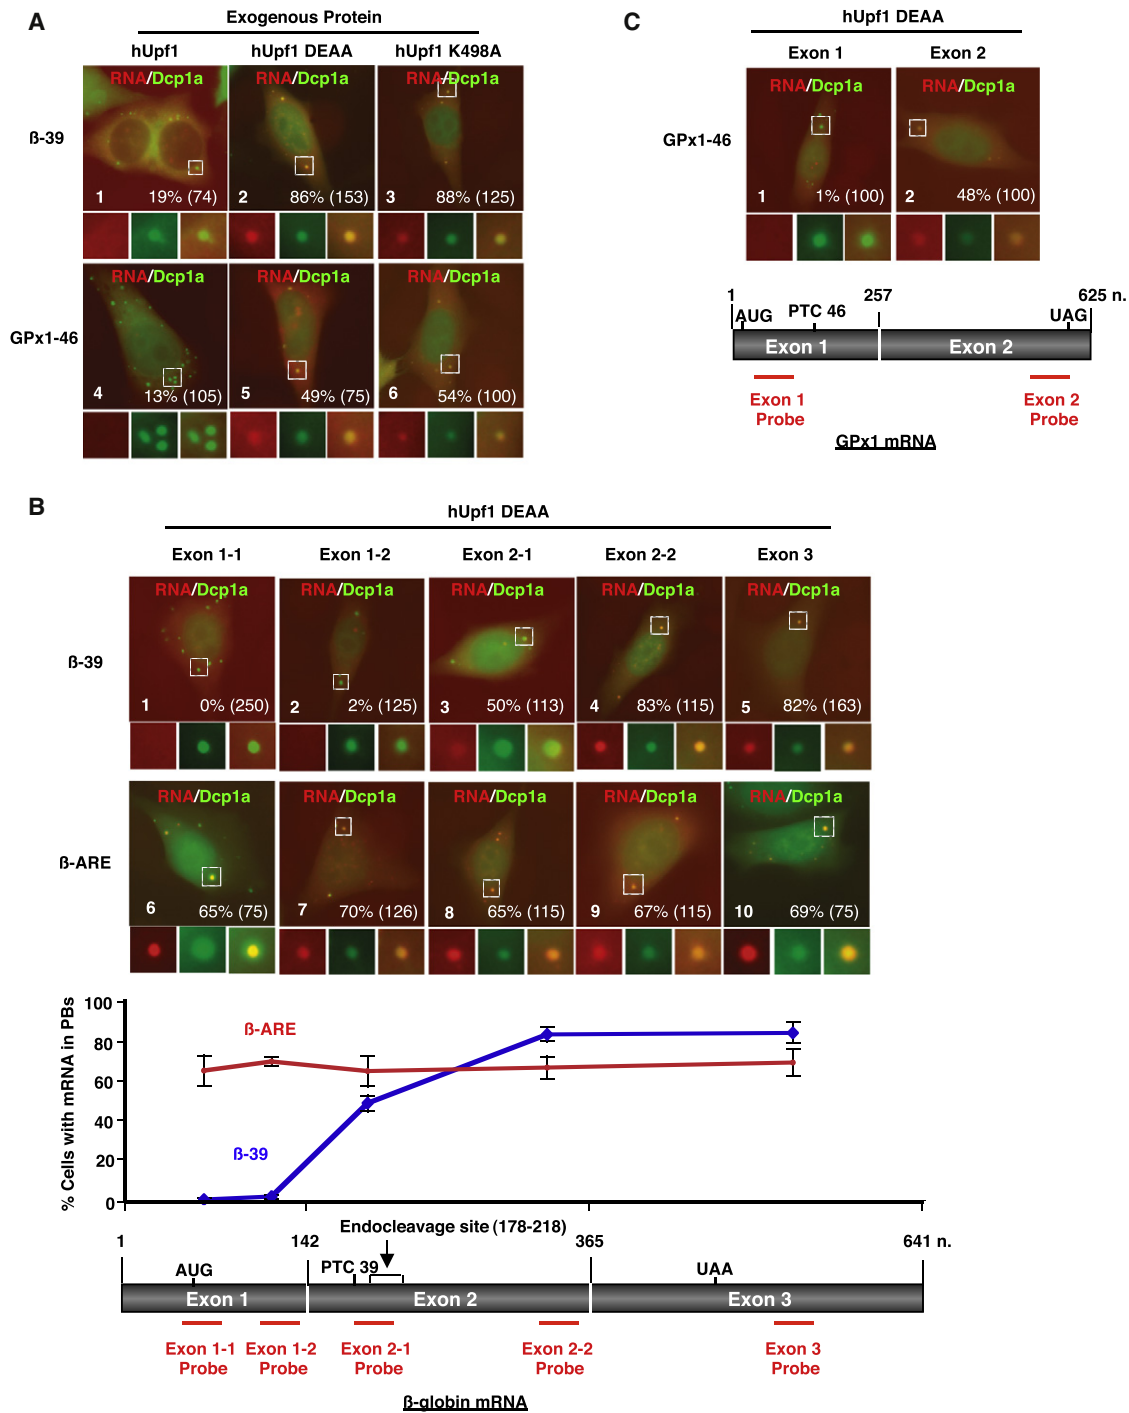 A
Exogenous Protein
hUpf1
hUpf1 DEAA
hUpf1 K498A
ß-39
RNA/Dcp1a
1
19% (74)
RNA/Dcp1a
2
86% (153)
RNA/Dcp1a
3
88% (125)
GPx1-46
RNA/Dcp1a
4
13% (105)
RNA/Dcp1a
5
49% (75)
RNA/Dcp1a
6
54% (100)
C
hUpf1 DEAA
Exon 1
Exon 2
GPx1-46
RNA/Dcp1a
1
1% (100)
RNA/Dcp1a
2
48% (100)
1
257
625 n.
AUG
PTC 46
UAG
Exon 1
Exon 2
Exon 1
Probe
Exon 2
Probe
GPx1 mRNA
B
hUpf1 DEAA
Exon 1-1
Exon 1-2
Exon 2-1
Exon 2-2
Exon 3
ß-39
RNA/Dcp1a
1
0% (250)
RNA/Dcp1a
2
2% (125)
RNA/Dcp1a
3
50% (113)
RNA/Dcp1a
4
83% (115)
RNA/Dcp1a
5
82% (163)
ß-ARE
RNA/Dcp1a
6
65% (75)
RNA/Dcp1a
7
70% (126)
RNA/Dcp1a
8
65% (115)
RNA/Dcp1a
9
67% (115)
RNA/Dcp1a
10
69% (75)
% Cells with mRNA in PBs
100
80
60
40
20
0
ß-ARE
ß-39
Endocleavage site (178-218)
1
142
365
641 n.
AUG
PTC 39
UAA
Exon 1
Exon 2
Exon 3
Exon 1-1
Probe
Exon 1-2
Probe
Exon 2-1
Probe
Exon 2-2
Probe
Exon 3
Probe
ß-globin mRNA